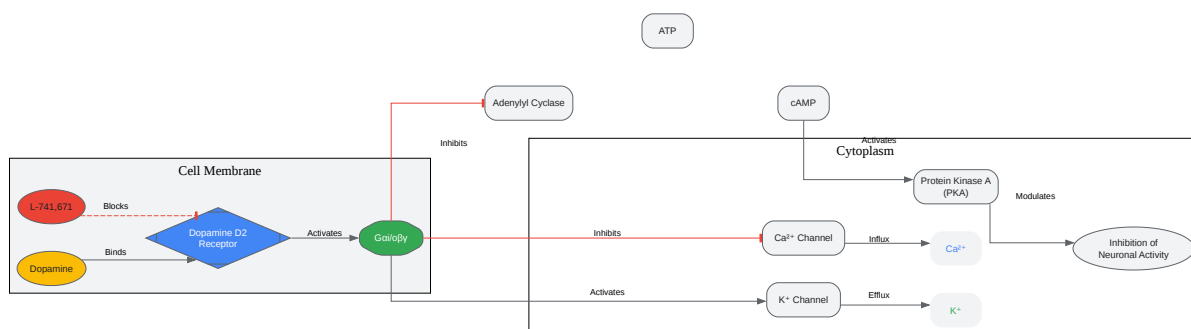 ATP
Adenylyl Cyclase
cAMP
Inhibits
Activates
Cytoplasm
Cell Membrane
Protein Kinase A
(PKA)
Modulates
L-741,671
Blocks
Dopamine D2
Receptor
Activates
Gαi/oβγ
Inhibits
Ca²⁺ Channel
Influx
Ca²⁺
Inhibition of
Neuronal Activity
Binds
Dopamine
Activates
K⁺ Channel
Efflux
K⁺